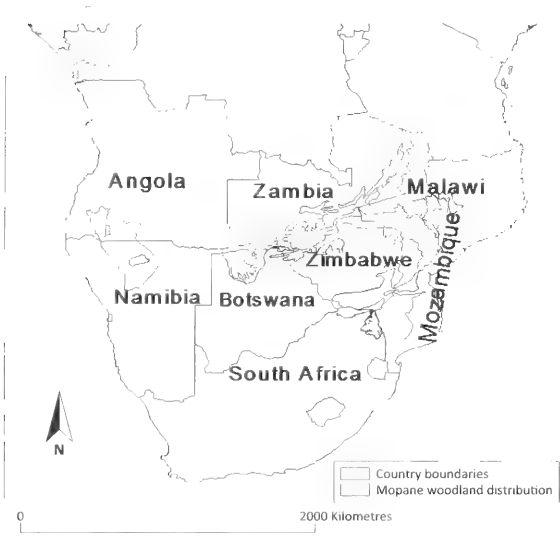 Angola
Zambia
Malawi
Zimbabwe
Mozambique
Namibia
Botswana
South Africa
N
Country boundaries
Mopane woodland distribution
0
2000 Kilometres